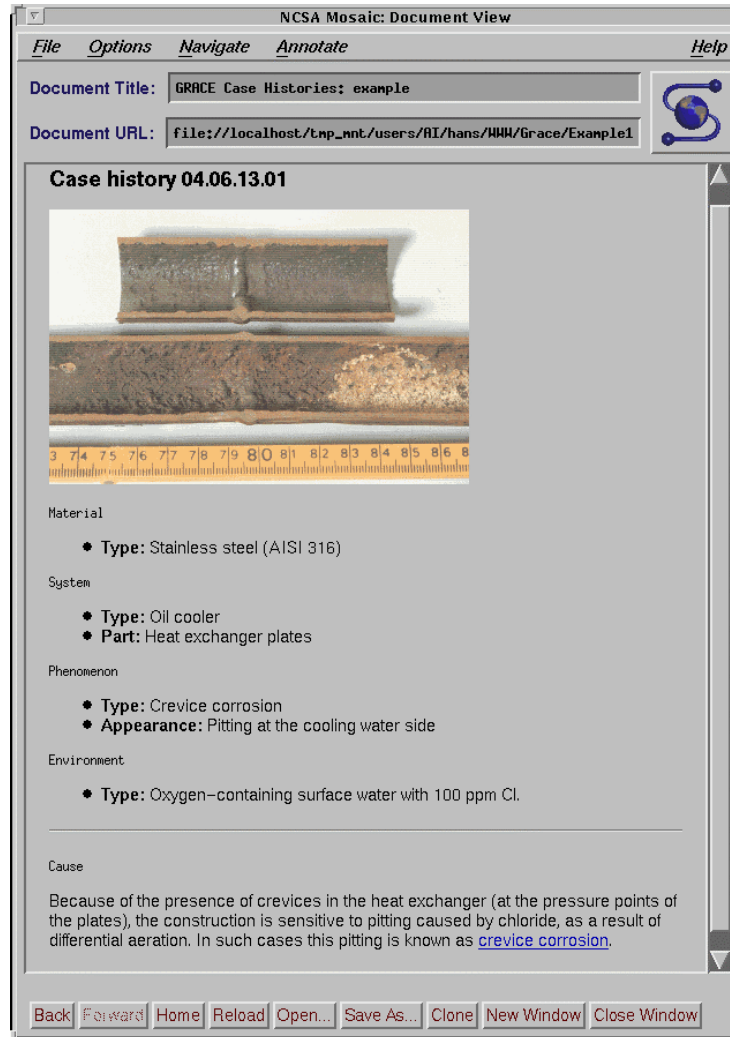 NCSA Mosaic: Document View
File Options Navigate Annotate Help
Document Title: GRACE Case Histories: example
Document URL: file://localhost/tmp_mnt/users/AI/hans/WWW/Grace/Example1
Case history 04.06.13.01
3 74 75 76 77 78 79 80 81 82 83 84 85 86 8
Material
Type: Stainless steel (AISI 316)
System
Type: Oil cooler
Part: Heat exchanger plates
Phenomenon
Type: Crevice corrosion
Appearance: Pitting at the cooling water side
Environment
Type: Oxygen-containing surface water with 100 ppm Cl.
Cause
Because of the presence of crevices in the heat exchanger (at the pressure points of
the plates), the construction is sensitive to pitting caused by chloride, as a result of
differential aeration. In such cases this pitting is known as crevice corrosion.
Back Forward Home Reload Open... Save As... Clone New Window Close Window